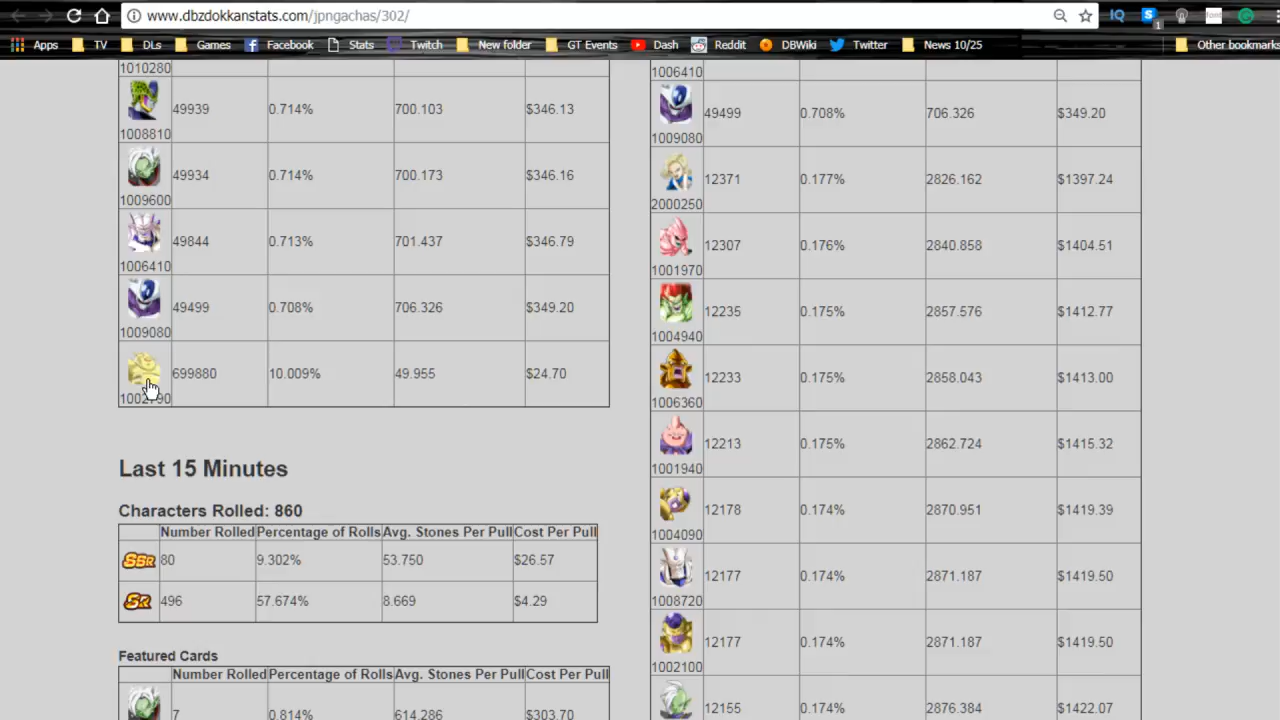 www.dbzdokkanstats.com/jpngachas/302/
Apps TV DLs Games Facebook Stats Twitch New folder GT Events Dash Reddit DBWiki Twitter News 10/25 Other bookmarks
1010280
49939 0.714% 700.103 $346.13
1008810
49934 0.714% 700.173 $346.16
1009600
49844 0.713% 701.437 $346.79
1006410
49499 0.708% 706.326 $349.20
1009080
699880 10.009% 49.955 $24.70
1002790
Last 15 Minutes
Characters Rolled: 860
Number Rolled Percentage of Rolls Avg. Stones Per Pull Cost Per Pull
SSR 80 9.302% 53.750 $26.57
SR 496 57.674% 8.669 $4.29
Featured Cards
Number Rolled Percentage of Rolls Avg. Stones Per Pull Cost Per Pull
7 0.814% 614.286 $303.70
1006410
49499 0.708% 706.326 $349.20
1009080
12371 0.177% 2826.162 $1397.24
2000250
12307 0.176% 2840.858 $1404.51
1001970
12235 0.175% 2857.576 $1412.77
1004940
12233 0.175% 2858.043 $1413.00
1006360
12213 0.175% 2862.724 $1415.32
1001940
12178 0.174% 2870.951 $1419.39
1004090
12177 0.174% 2871.187 $1419.50
1008720
12177 0.174% 2871.187 $1419.50
1002100
12155 0.174% 2876.384 $1422.07